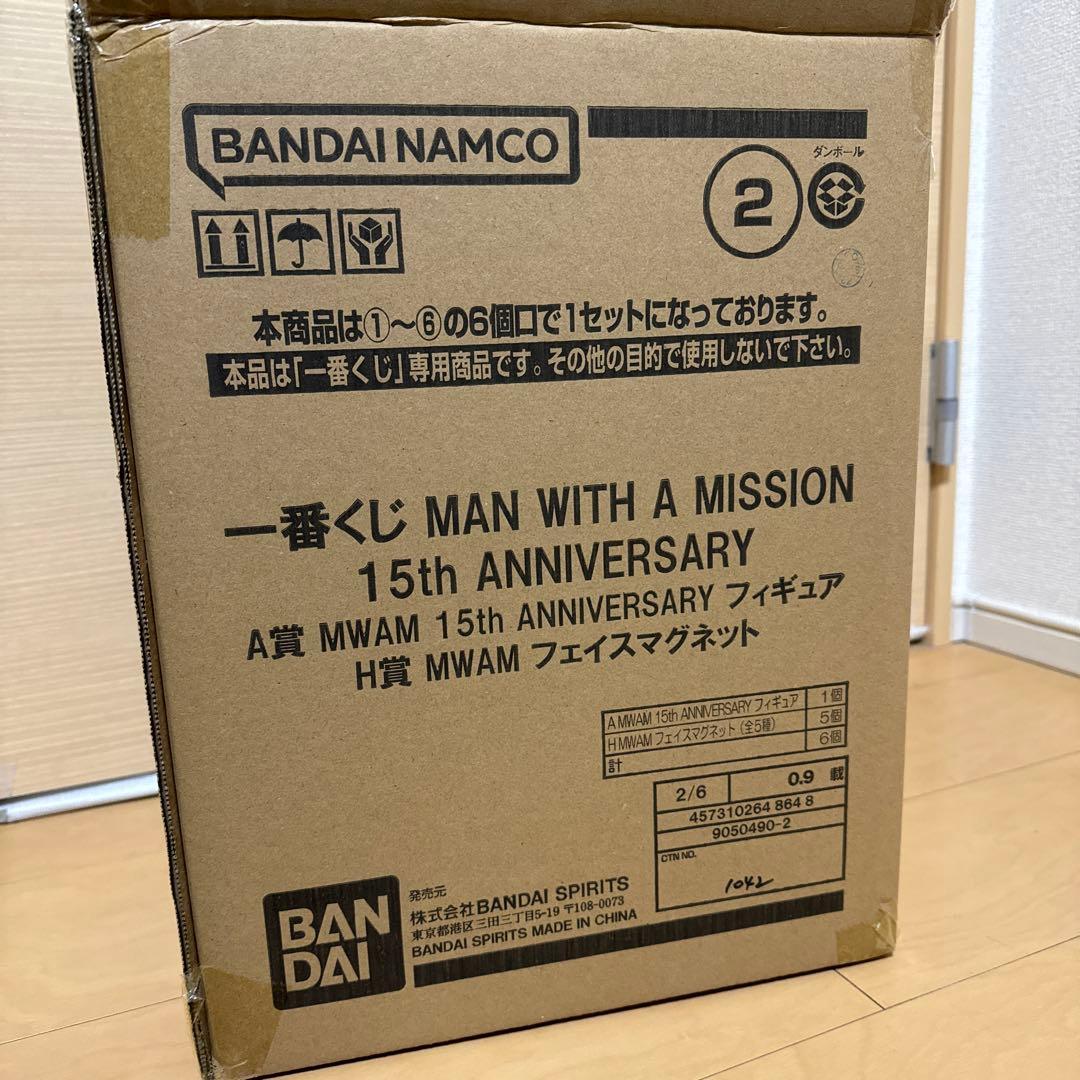 BANDAI NAMCO
ダンボール
2
本商品は①～⑥の6個口で1セットになっております。
本品は「一番くじ」専用商品です。その他の目的で使用しないで下さい。
一番くじ MAN WITH A MISSION
15th ANNIVERSARY
A賞 MWAM 15th ANNIVERSARY フィギュア
H賞 MWAM フェイスマグネット
A MWAM 15th ANNIVERSARY フィギュア 1個
H MWAM フェイスマグネット (全5種) 5個
計 6個
2/6 0.9 載
457310264 864 8
9050490-2
CTN NO.
1042
BAN
DAI
発売元
株式会社BANDAI SPIRITS
東京都港区三田三丁目5-19 〒108-0073
BANDAI SPIRITS MADE IN CHINA